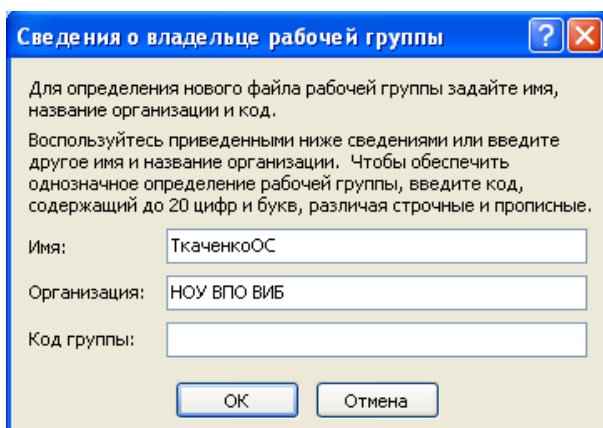 Сведения о владельце рабочей группы
Для определения нового файла рабочей группы задайте имя,
название организации и код.
Воспользуйтесь приведенными ниже сведениями или введите
другое имя и название организации. Чтобы обеспечить
однозначное определение рабочей группы, введите код,
содержащий до 20 цифр и букв, различая строчные и прописные.
Имя: ТкаченкоОС
Организация: НОУ ВПО ВИБ
Код группы:
ОК Отмена